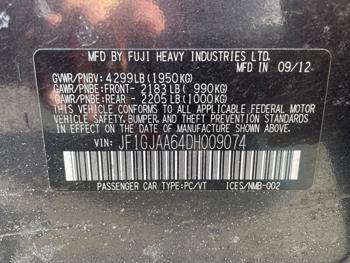 MFD. BY FUJI HEAVY INDUSTRIES LTD.
MFD IN 09/12
GVWR/PNBV: 4299LB(1950KG)
GAWR/PNBE:FRONT- 2183LB( 990KG)
GAWR/PNBE:REAR - 2205LB(1000KG)
THIS VEHICLE CONFORMS TO ALL APPLICABLE FEDERAL MOTOR
VEHICLE SAFETY, BUMPER, AND THEFT PREVENTION STANDARDS
IN EFFECT ON THE DATE OF MANUFACTURE SHOWN ABOVE.
VIN: JF1GJAA64DH009074
PASSENGER CAR TYPE:PC/VT ICES/NMB-002